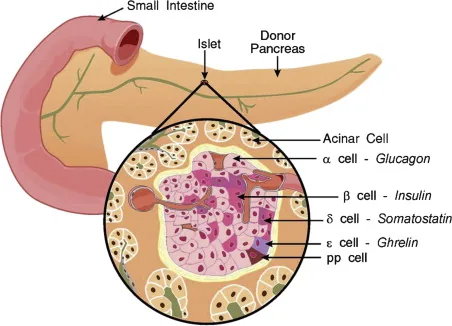 Small Intestine
Islet
Donor
Pancreas
Acinar Cell
α cell - Glucagon
β cell - Insulin
δ cell - Somatostatin
ε cell - Ghrelin
pp cell